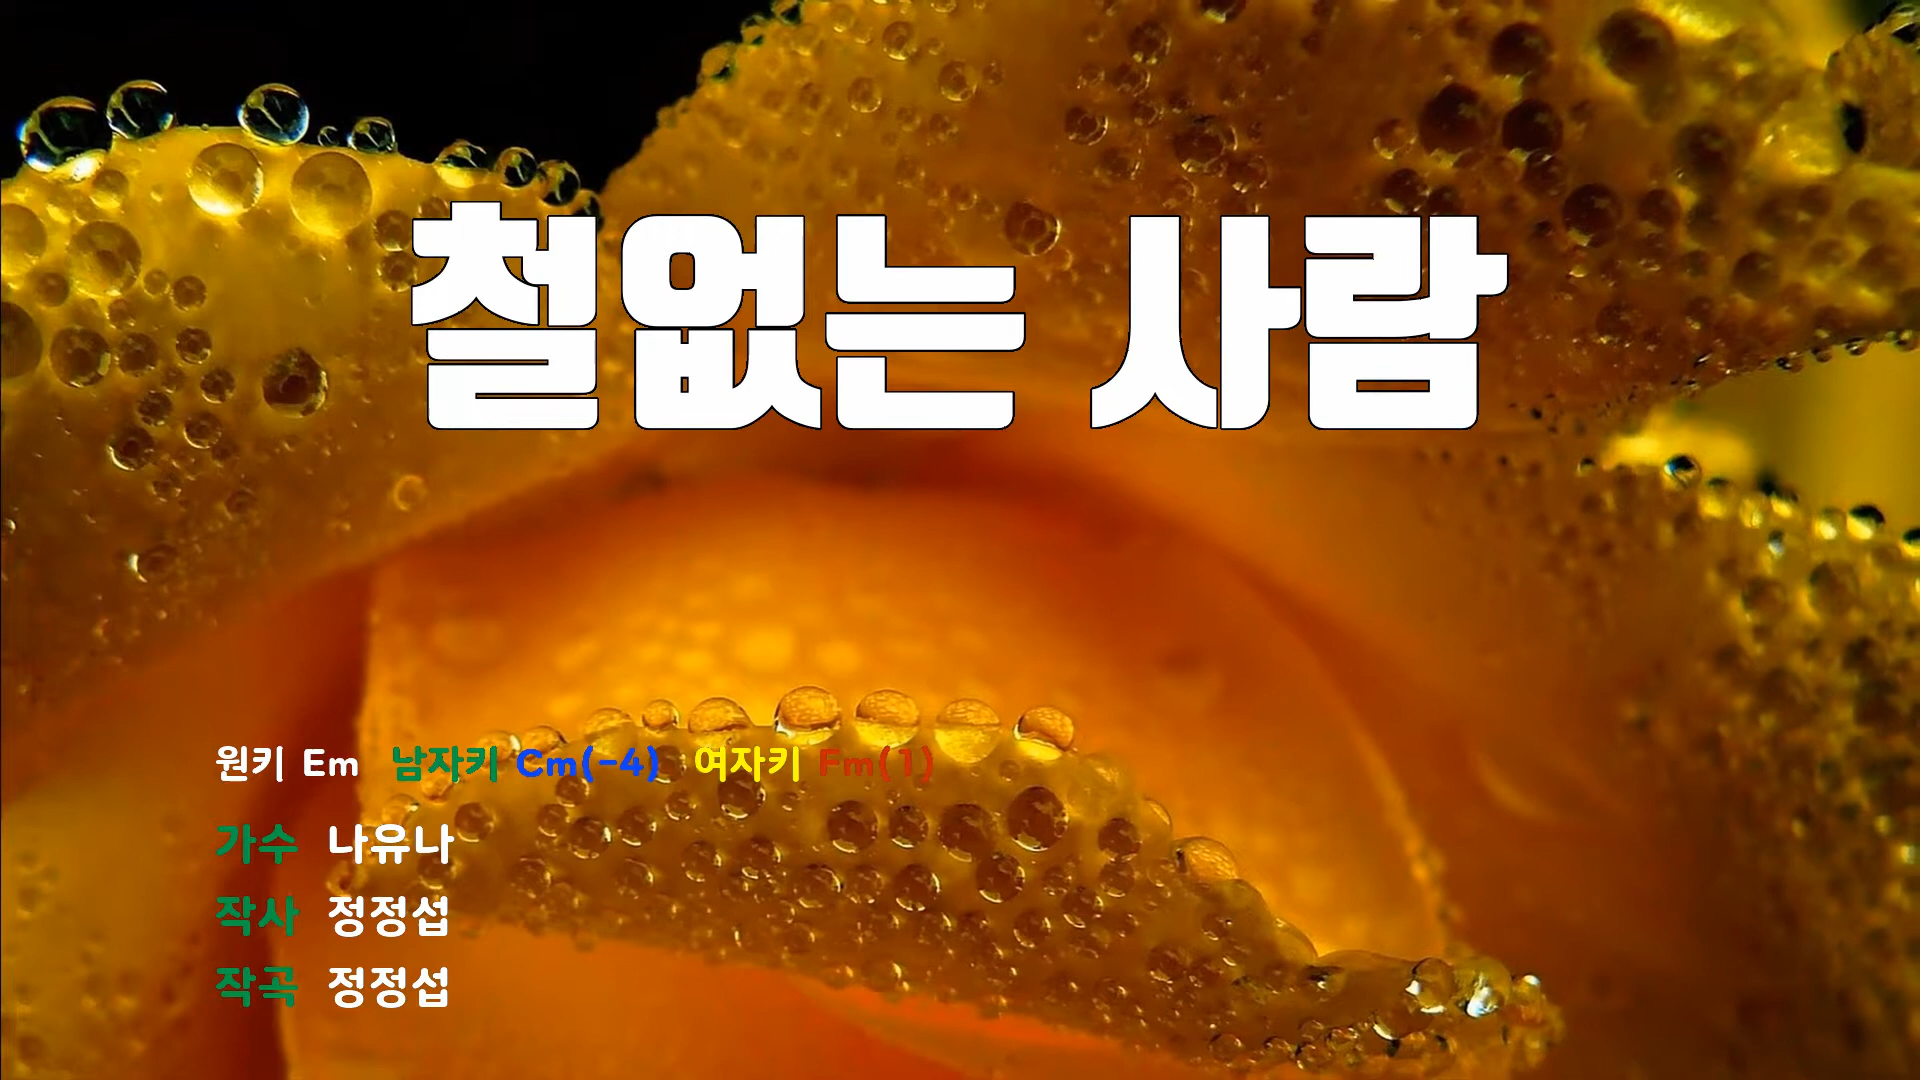 철없는 사람
원키 Em 남자키 Cm(-4) 여자키 Fm(1)
가수 나유나
작사 정정섭
작곡 정정섭